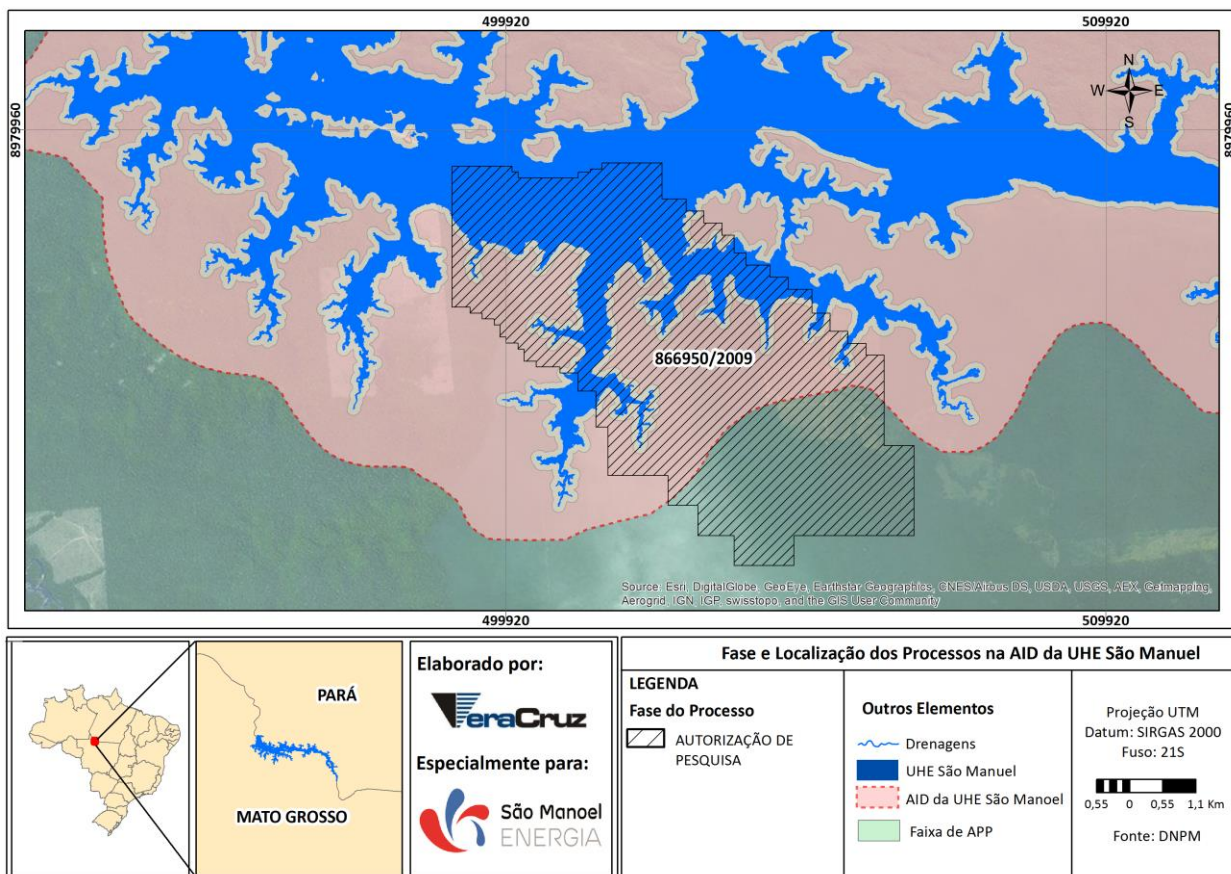 499920
509920
8979960
8979960
N
W E
S
866950/2009
Source: Esri, DigitalGlobe, GeoEye, Earthstar Geographics, CNES/Airbus DS, USDA, USGS, AEX, Getmapping,
Aerogrid, IGN, IGP, swisstopo, and the GIS User Community
499920
509920
PARÁ
MATO GROSSO
Elaborado por:
VeraCruz
Especialmente para:
São Manoel
ENERGIA
Fase e Localização dos Processos na AID da UHE São Manuel
LEGENDA
Fase do Processo
AUTORIZAÇÃO DE
PESQUISA
Outros Elementos
Drenagens
UHE São Manuel
AID da UHE São Manoel
Faixa de APP
Projeção UTM
Datum: SIRGAS 2000
Fuso: 21S
0,55 0 0,55 1,1 Km
Fonte: DNPM